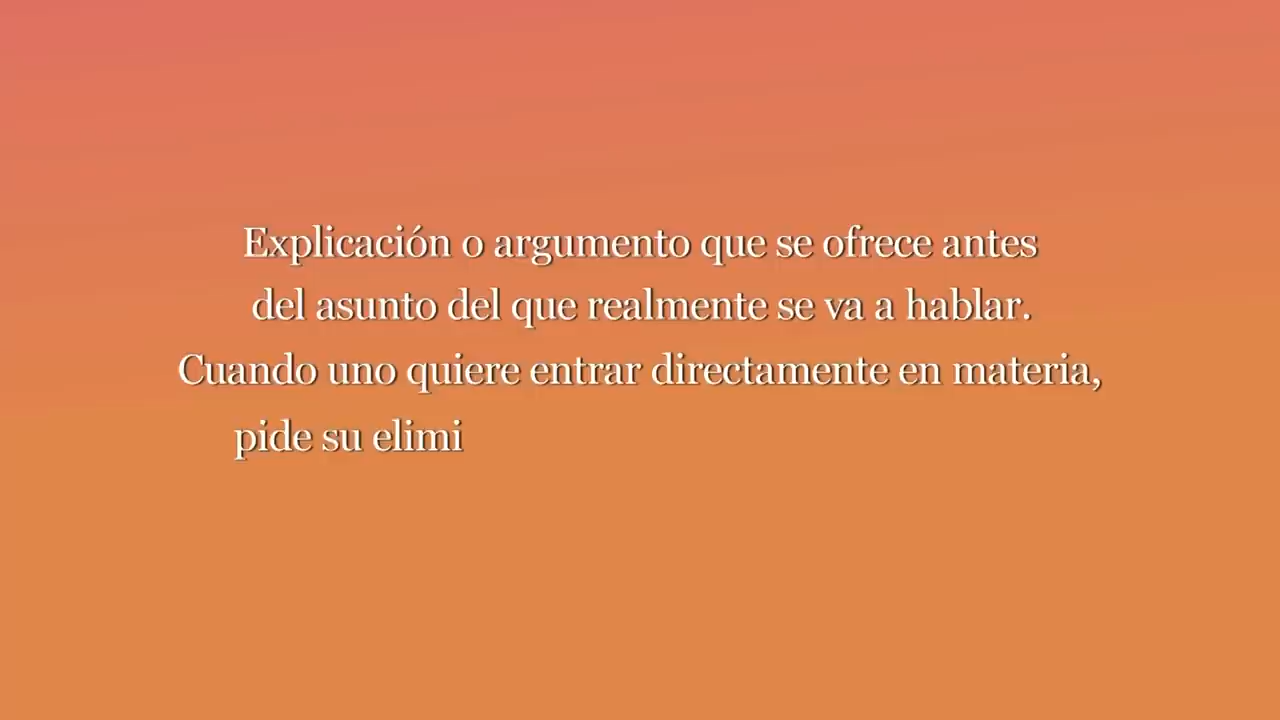 Explicación o argumento que se ofrece antes
del asunto del que realmente se va a hablar.
Cuando uno quiere entrar directamente en materia,
pide su elimi